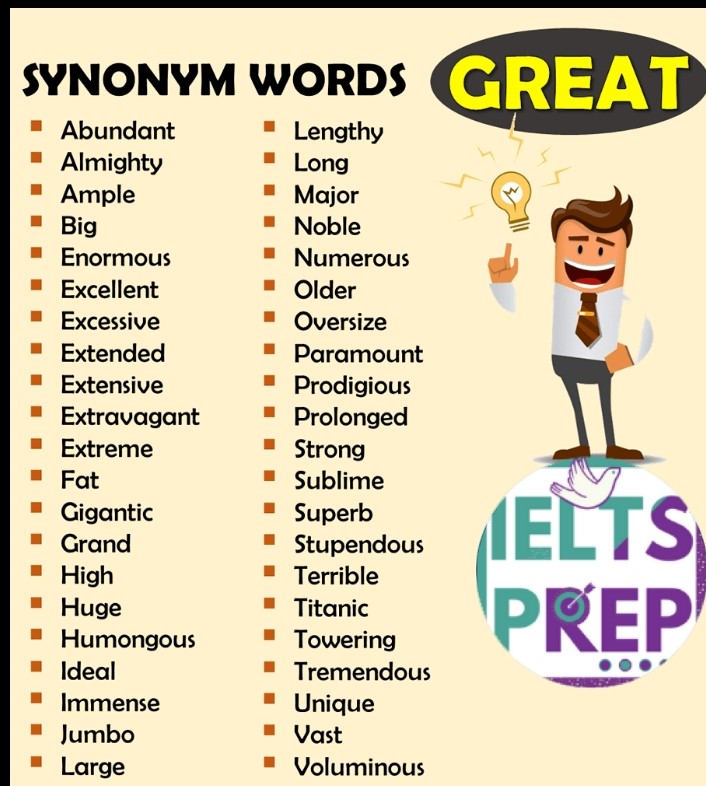 SYNONYM WORDS
GREAT
Abundant
Almighty
Ample
Big
Enormous
Excellent
Excessive
Extended
Extensive
Extravagant
Extreme
Fat
Gigantic
Grand
High
Huge
Humongous
Ideal
Immense
Jumbo
Large
Lengthy
Long
Major
Noble
Numerous
Older
Oversize
Paramount
Prodigious
Prolonged
Strong
Sublime
Superb
Stupendous
Terrible
Titanic
Towering
Tremendous
Unique
Vast
Voluminous
IELTS
PREP